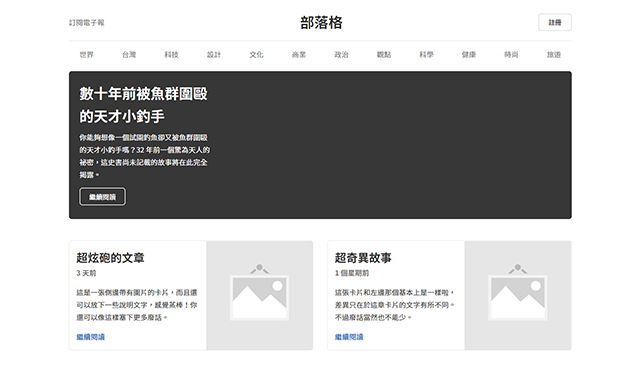 訂閱電子報
部落格
註冊
世界 台灣 科技 設計 文化 商業 政治 觀點 科學 健康 時尚 旅遊
數十年前被魚群圍毆
的天才小釣手
你能夠想像一個試圖釣魚卻又被魚群圍毆
的天才小釣手嗎？32 年前一個驚為天人的
祕密，這史書尚未記載的故事將在此完全
揭露。
繼續閱讀
超炫砲的文章
3 天前
這是一張側邊帶有圖片的卡片，而且還
可以放下一些說明文字，感覺蒸棒！你
還可以像這樣塞下更多廢話。
繼續閱讀
超奇異故事
1 個星期前
這張卡片和左邊那個基本上是一樣啦，
差異只在於這章卡片的文字有所不同。
不過廢話當然也不能少。
繼續閱讀